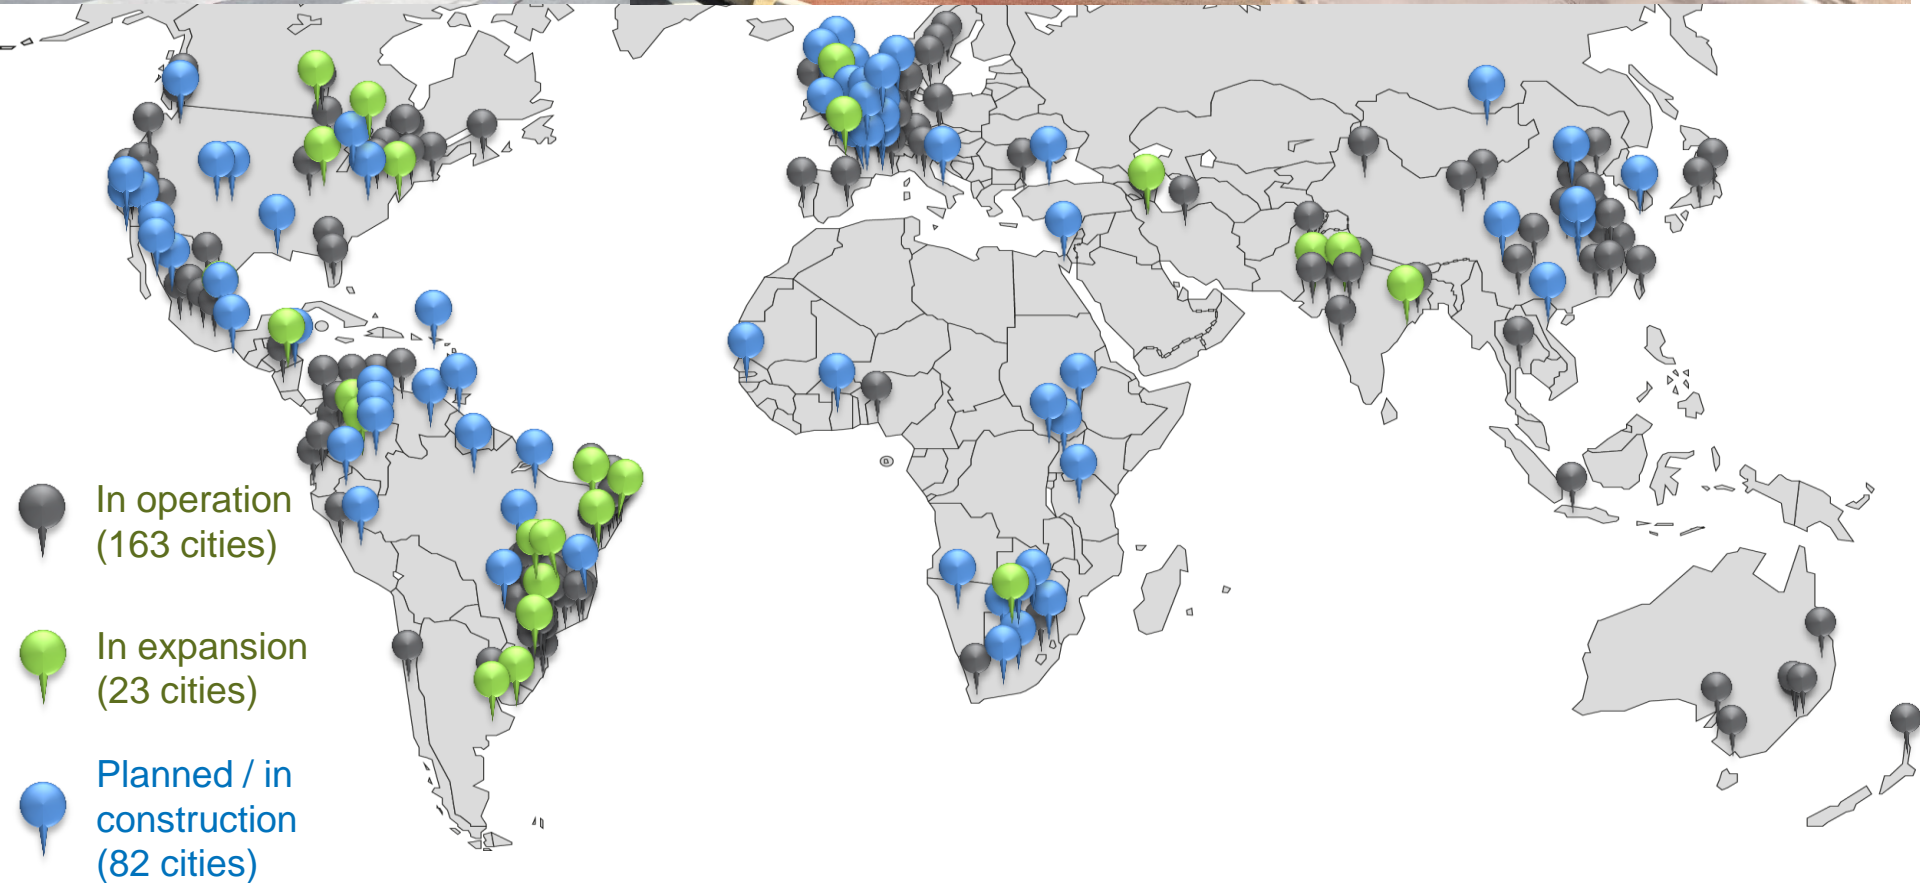 In operation
(163 cities)
In expansion
(23 cities)
Planned / in
construction
(82 cities)